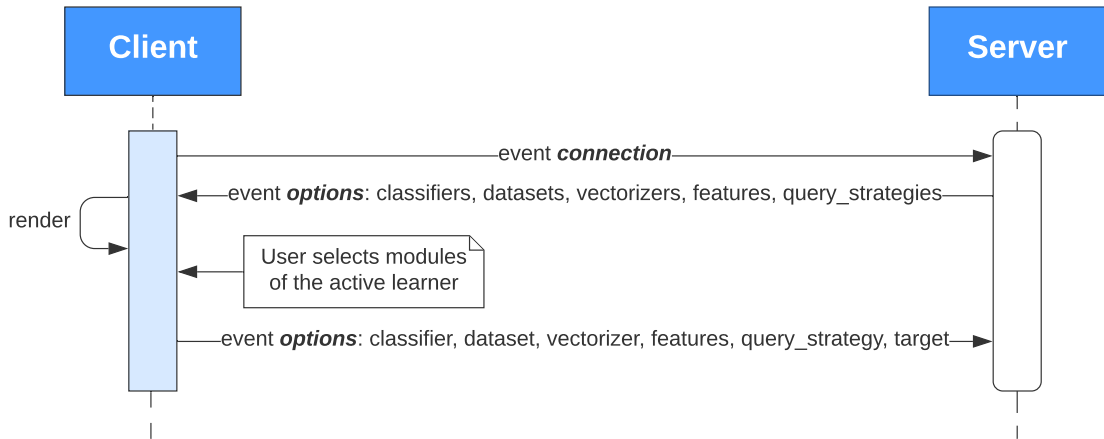 Client
Server
event connection
event options: classifiers, datasets, vectorizers, features, query_strategies
render
User selects modules
of the active learner
event options: classifier, dataset, vectorizer, features, query_strategy, target